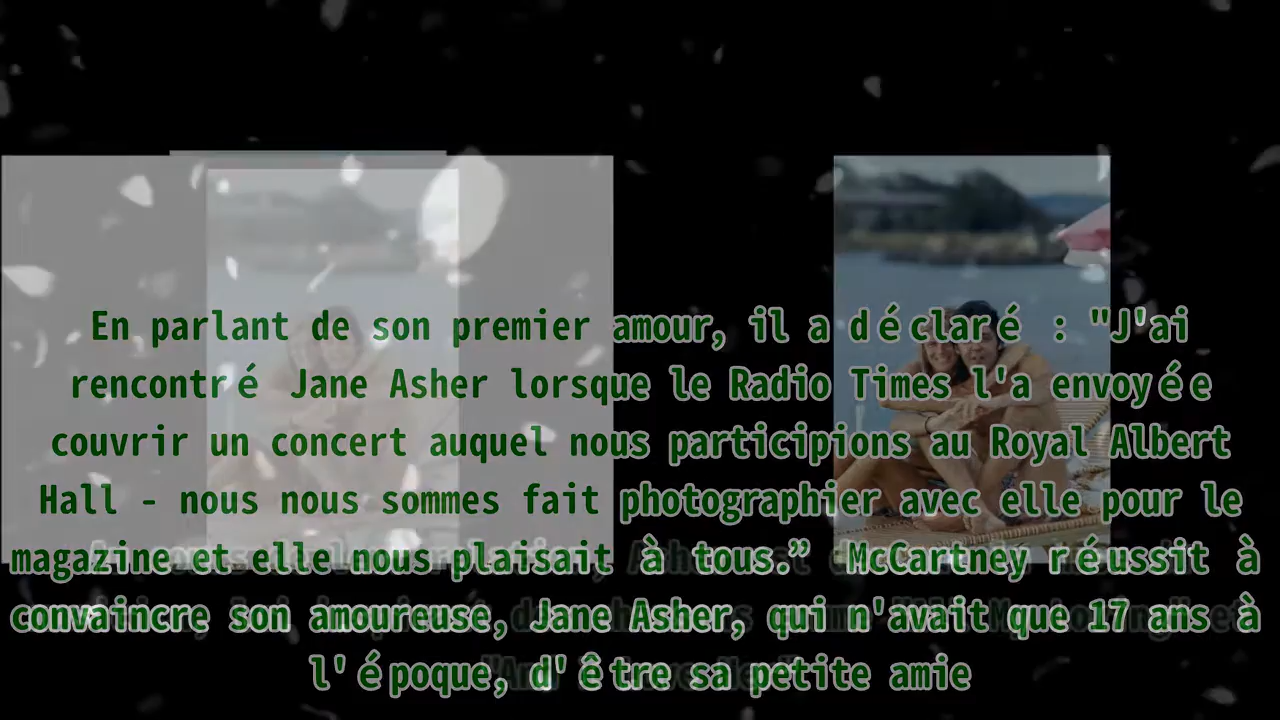 En parlant de son premier amour, il a déclaré : "J'ai
rencontré Jane Asher lorsque le Radio Times l'a envoyée
couvrir un concert auquel nous participions au Royal Albert
Hall - nous nous sommes fait photographier avec elle pour le
magazine et elle nous plaisait à tous.” McCartney réussit à
convaincre son amoureuse, Jane Asher, qui n'avait que 17 ans à
l'époque, d'être sa petite amie